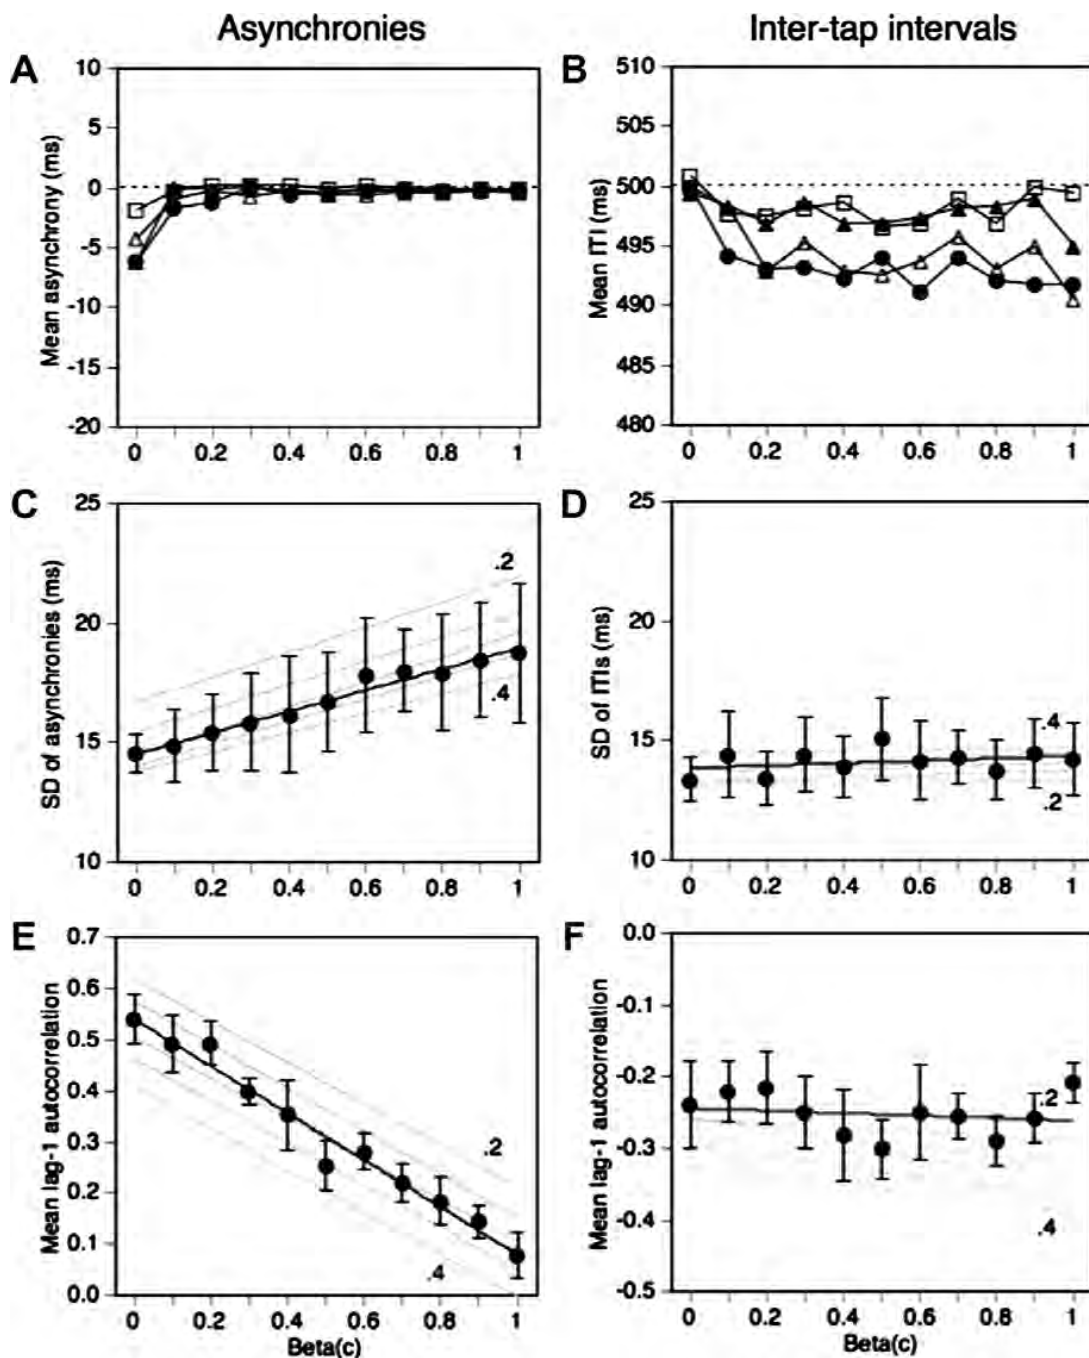 Asynchronies
Inter-tap intervals
A
Mean asynchrony (ms)
10
5
0
-5
-10
-15
-20
0 0.2 0.4 0.6 0.8 1
B
Mean ITI (ms)
510
505
500
495
490
485
480
0 0.2 0.4 0.6 0.8 1
C
SD of asynchronies (ms)
25
20
15
10
.2
.4
0 0.2 0.4 0.6 0.8 1
D
SD of ITIs (ms)
25
20
15
10
.4
.2
0 0.2 0.4 0.6 0.8 1
E
Mean lag-1 autocorrelation
0.7
0.6
0.5
0.4
0.3
0.2
0.1
0.0
.2
.4
0 0.2 0.4 0.6 0.8 1
Beta(c)
F
Mean lag-1 autocorrelation
0.0
-0.1
-0.2
-0.3
-0.4
-0.5
.2
.4
0 0.2 0.4 0.6 0.8 1
Beta(c)